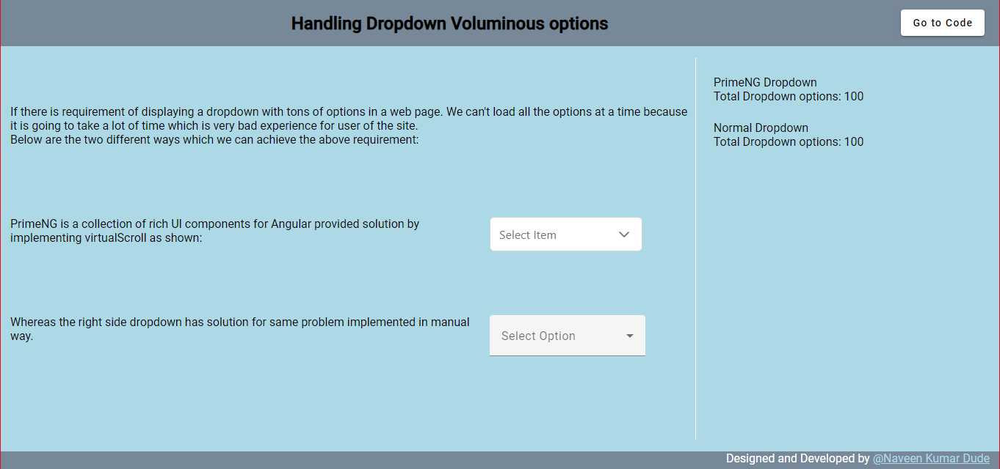 Handling Dropdown Voluminous options
Go to Code
If there is requirement of displaying a dropdown with tons of options in a web page. We can't load all the options at a time because
it is going to take a lot of time which is very bad experience for user of the site.
Below are the two different ways which we can achieve the above requirement:
PrimeNG is a collection of rich UI components for Angular provided solution by
implementing virtualScroll as shown:
Select Item
Whereas the right side dropdown has solution for same problem implemented in manual
way.
Select Option
PrimeNG Dropdown
Total Dropdown options: 100
Normal Dropdown
Total Dropdown options: 100
Designed and Developed by @Naveen Kumar Dude